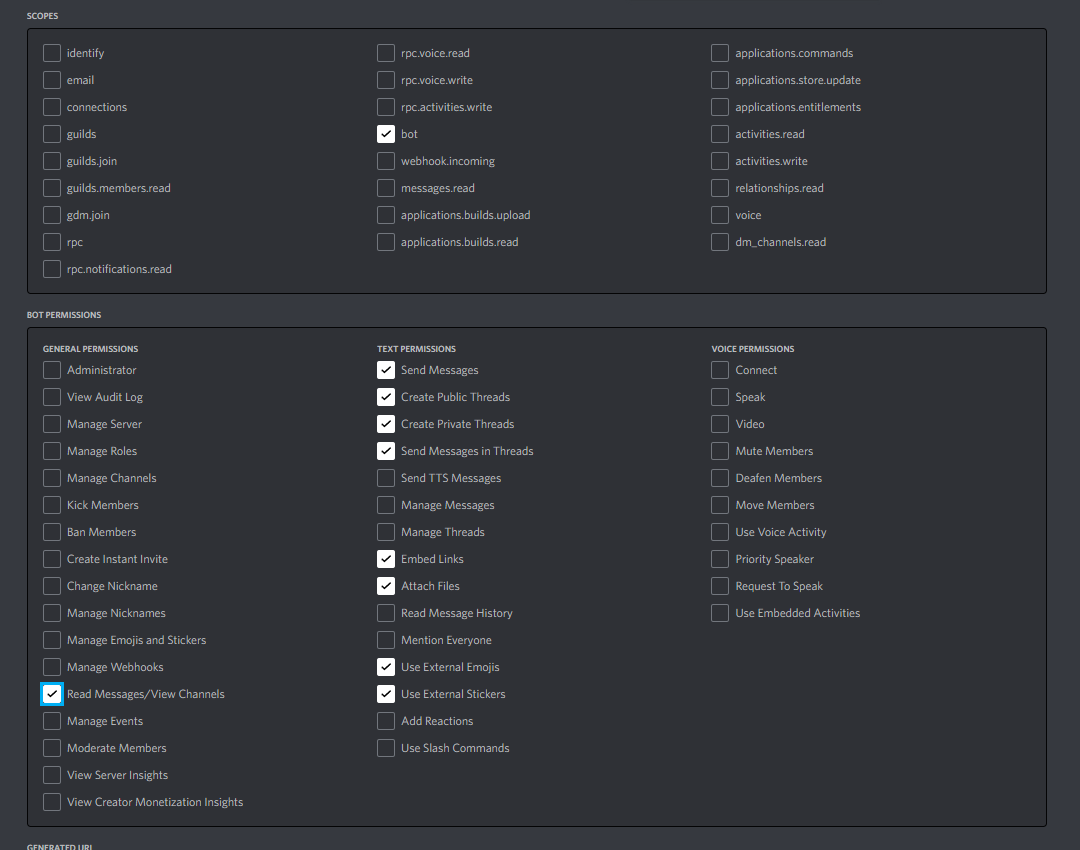 SCOPES
identify
email
connections
guilds
guilds.join
guilds.members.read
gdm.join
rpc
rpc.notifications.read
rpc.voice.read
rpc.voice.write
rpc.activities.write
bot
webhook.incoming
messages.read
applications.builds.upload
applications.builds.read
applications.commands
applications.store.update
applications.entitlements
activities.read
activities.write
relationships.read
voice
dm_channels.read
BOT PERMISSIONS
GENERAL PERMISSIONS
Administrator
View Audit Log
Manage Server
Manage Roles
Manage Channels
Kick Members
Ban Members
Create Instant Invite
Change Nickname
Manage Nicknames
Manage Emojis and Stickers
Manage Webhooks
Read Messages/View Channels
Manage Events
Moderate Members
View Server Insights
View Creator Monetization Insights
TEXT PERMISSIONS
Send Messages
Create Public Threads
Create Private Threads
Send Messages in Threads
Send TTS Messages
Manage Messages
Manage Threads
Embed Links
Attach Files
Read Message History
Mention Everyone
Use External Emojis
Use External Stickers
Add Reactions
Use Slash Commands
VOICE PERMISSIONS
Connect
Speak
Video
Mute Members
Deafen Members
Move Members
Use Voice Activity
Priority Speaker
Request To Speak
Use Embedded Activities
GENERATED URL